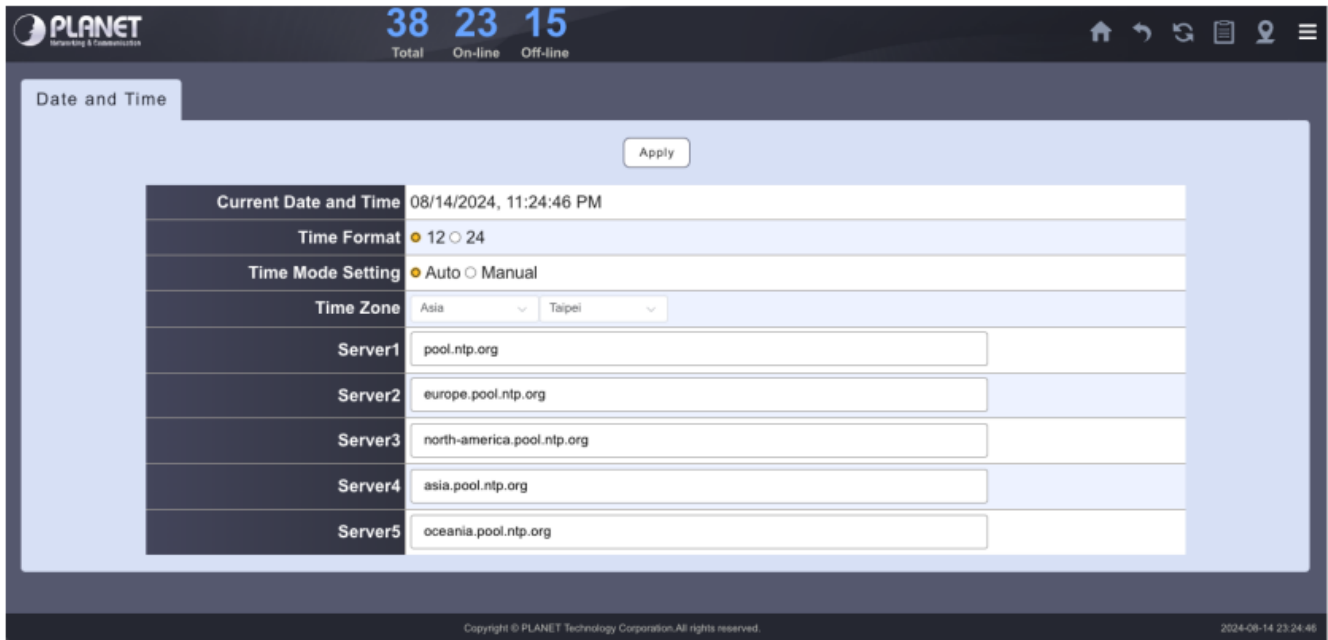 PLANET
Networking & Communication
38 23 15
Total On-line Off-line
Date and Time
Apply
Current Date and Time 08/14/2024, 11:24:46 PM
Time Format 12 24
Time Mode Setting Auto Manual
Time Zone Asia Taipei
Server1 pool.ntp.org
Server2 europe.pool.ntp.org
Server3 north-america.pool.ntp.org
Server4 asia.pool.ntp.org
Server5 oceania.pool.ntp.org
Copyright © PLANET Technology Corporation.All rights reserved. 2024-08-14 23:24:46